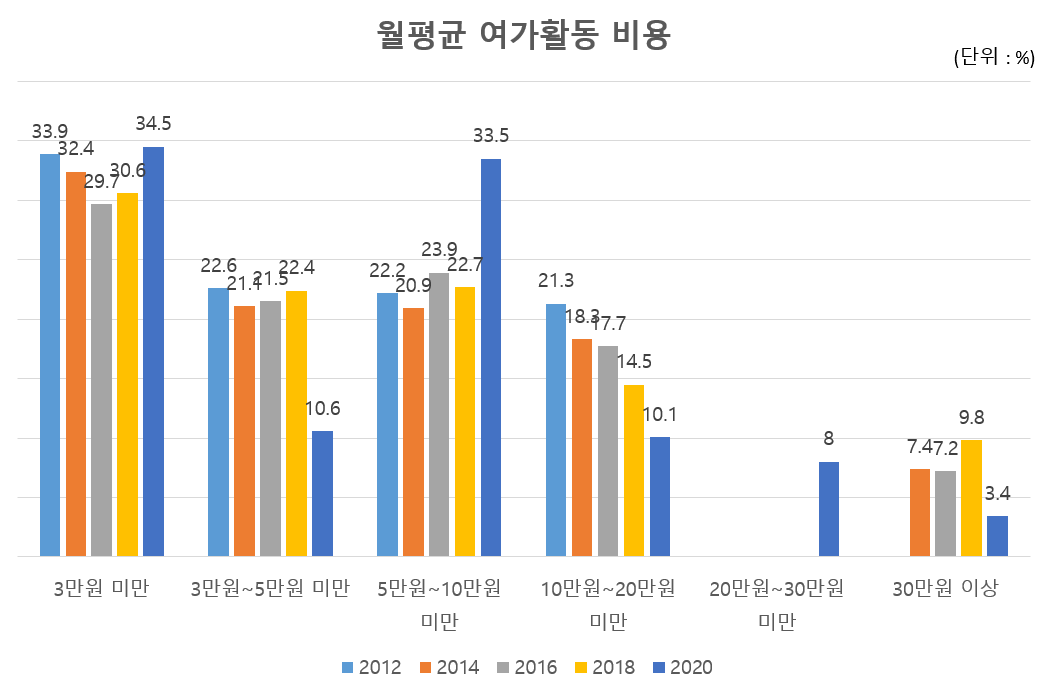 월평균 여가활동 비용
(단위 : %)
33.9 32.4 29.7 30.6 34.5
22.6 21.1 21.5 22.4 10.6
22.2 20.9 23.9 22.7 33.5
21.3 18.3 17.7 14.5 10.1
8
7.4 7.2 9.8 3.4
3만원 미만
3만원~5만원 미만
5만원~10만원
미만
10만원~20만원
미만
20만원~30만원
미만
30만원 이상
2012 2014 2016 2018 2020